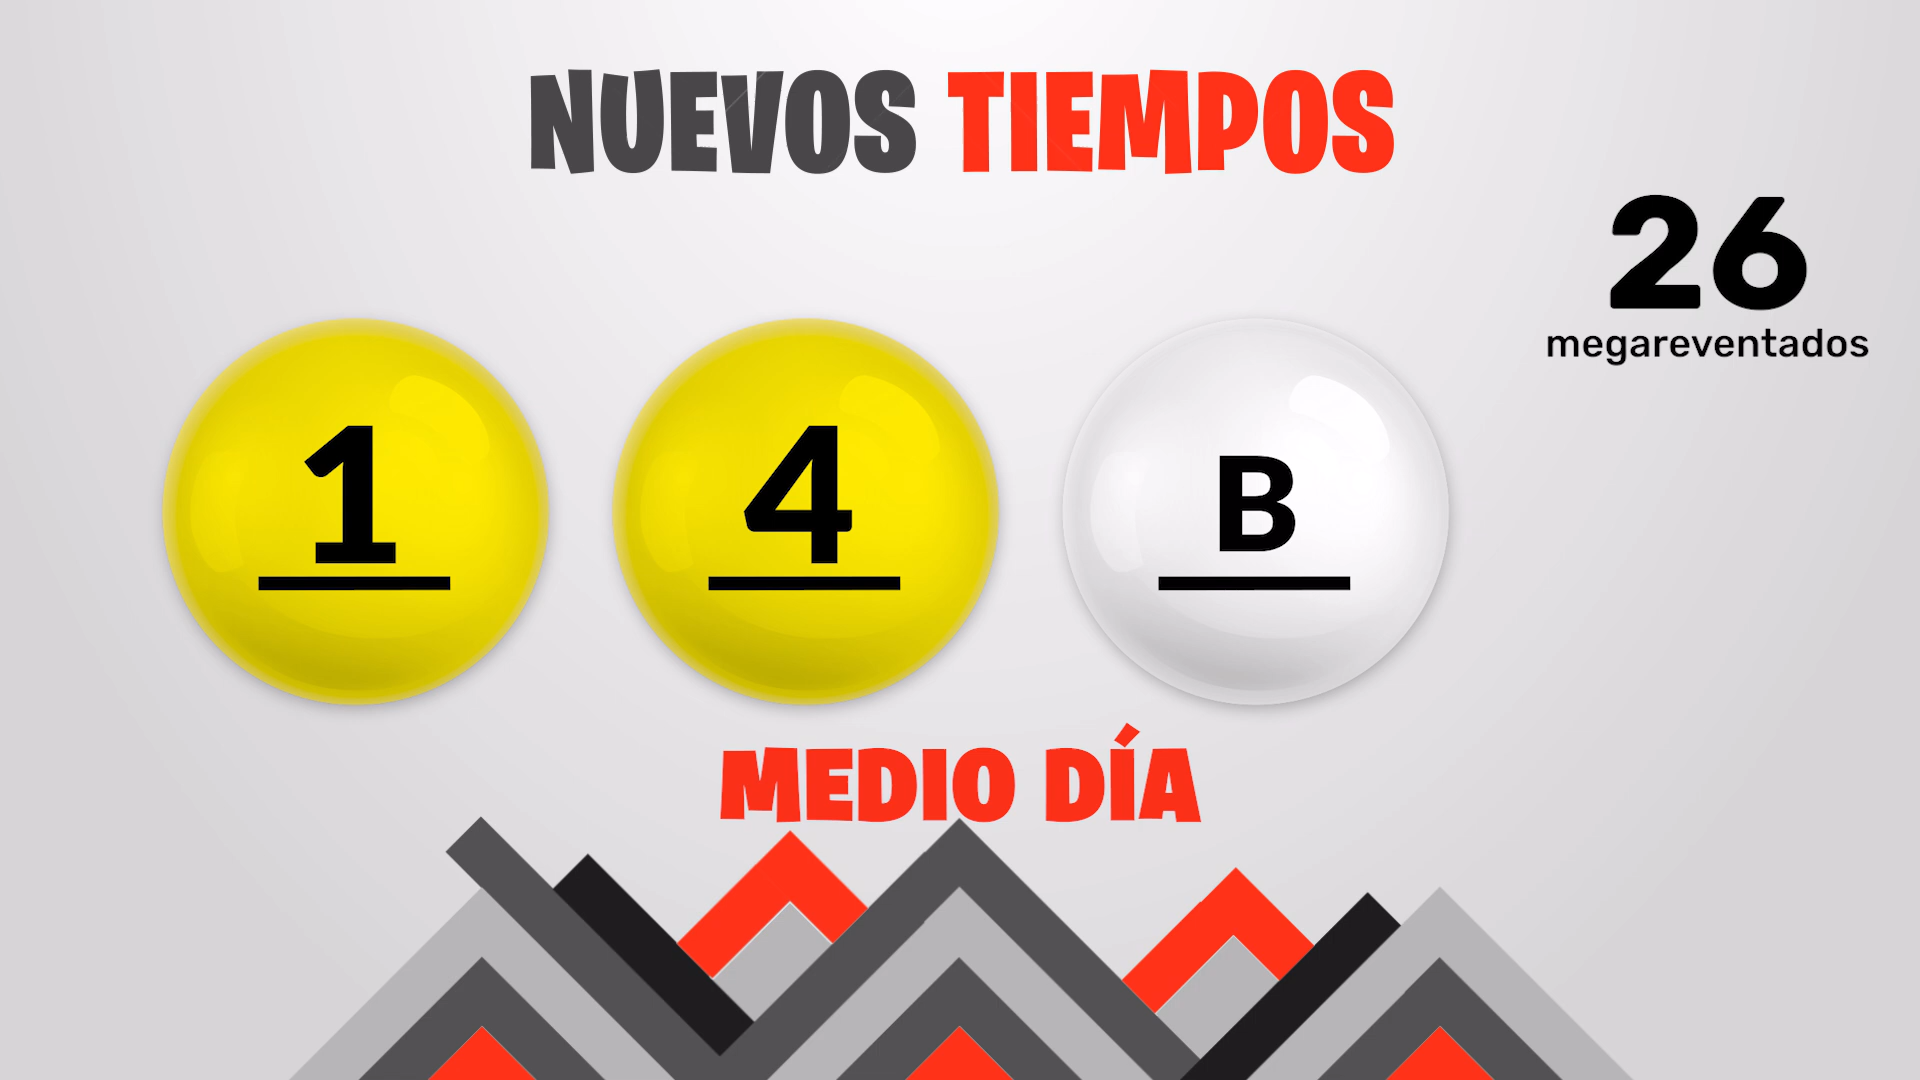 NUEVOS TIEMPOS
26
megareventados
1 4 B
MEDIO DÍA